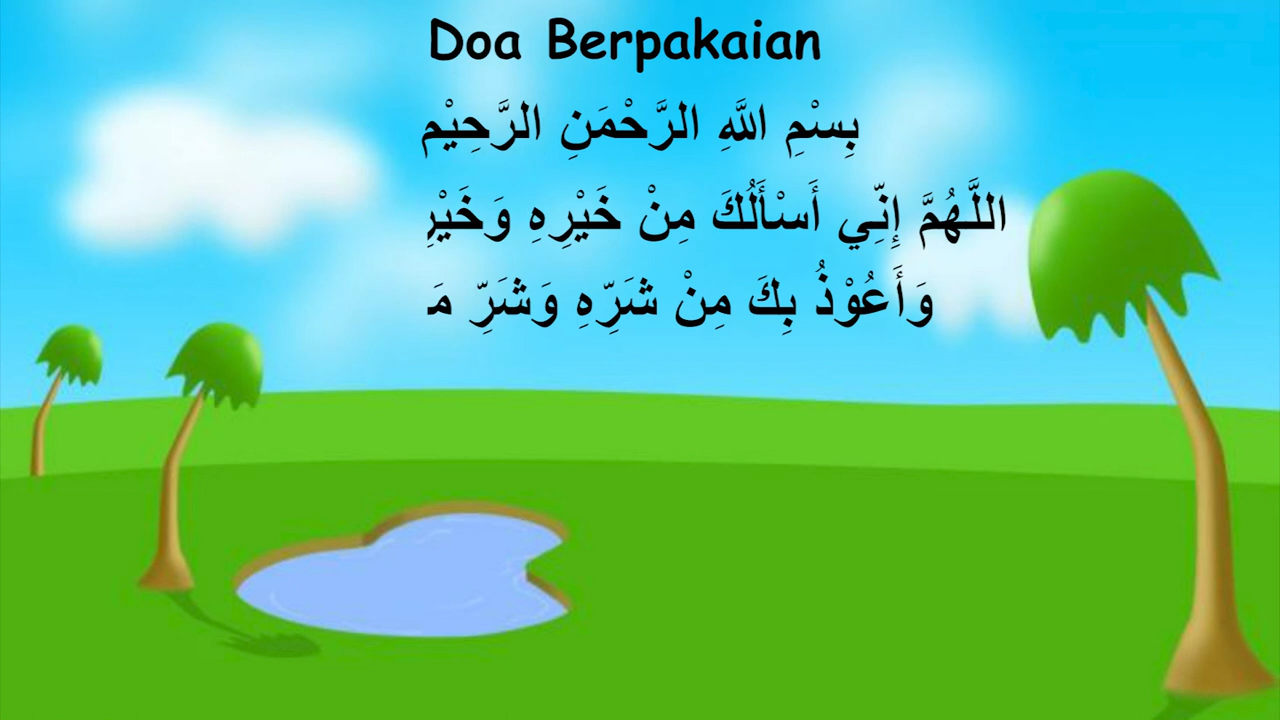 Doa Berpakaian
بِسْمِ اللَّهِ الرَّحْمَنِ الرَّحِيْم
اللَّهُمَّ إِنِّي أَسْأَلُكَ مِنْ خَيْرِهِ وَخَيْرِ
وَأَعُوْذُ بِكَ مِنْ شَرِّهِ وَشَرِّ مَ